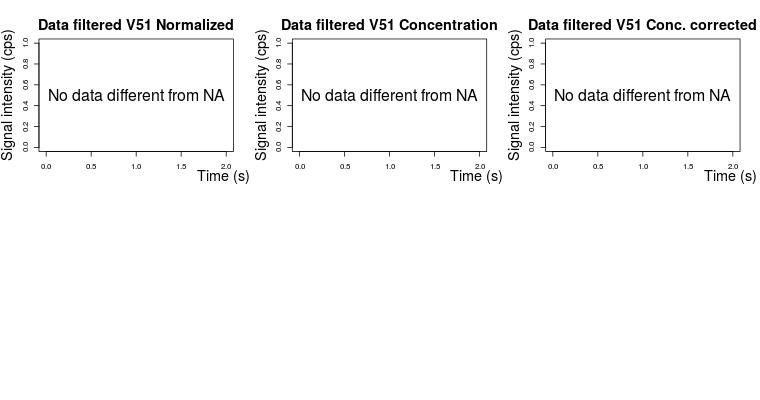 Data filtered V51 Normalized
Signal intensity (cps)
1.0
0.8
0.6
0.4
0.2
0.0
No data different from NA
0.0 0.5 1.0 1.5 2.0
Time (s)
Data filtered V51 Concentration
Signal intensity (cps)
1.0
0.8
0.6
0.4
0.2
0.0
No data different from NA
0.0 0.5 1.0 1.5 2.0
Time (s)
Data filtered V51 Conc. corrected
Signal intensity (cps)
1.0
0.8
0.6
0.4
0.2
0.0
No data different from NA
0.0 0.5 1.0 1.5 2.0
Time (s)